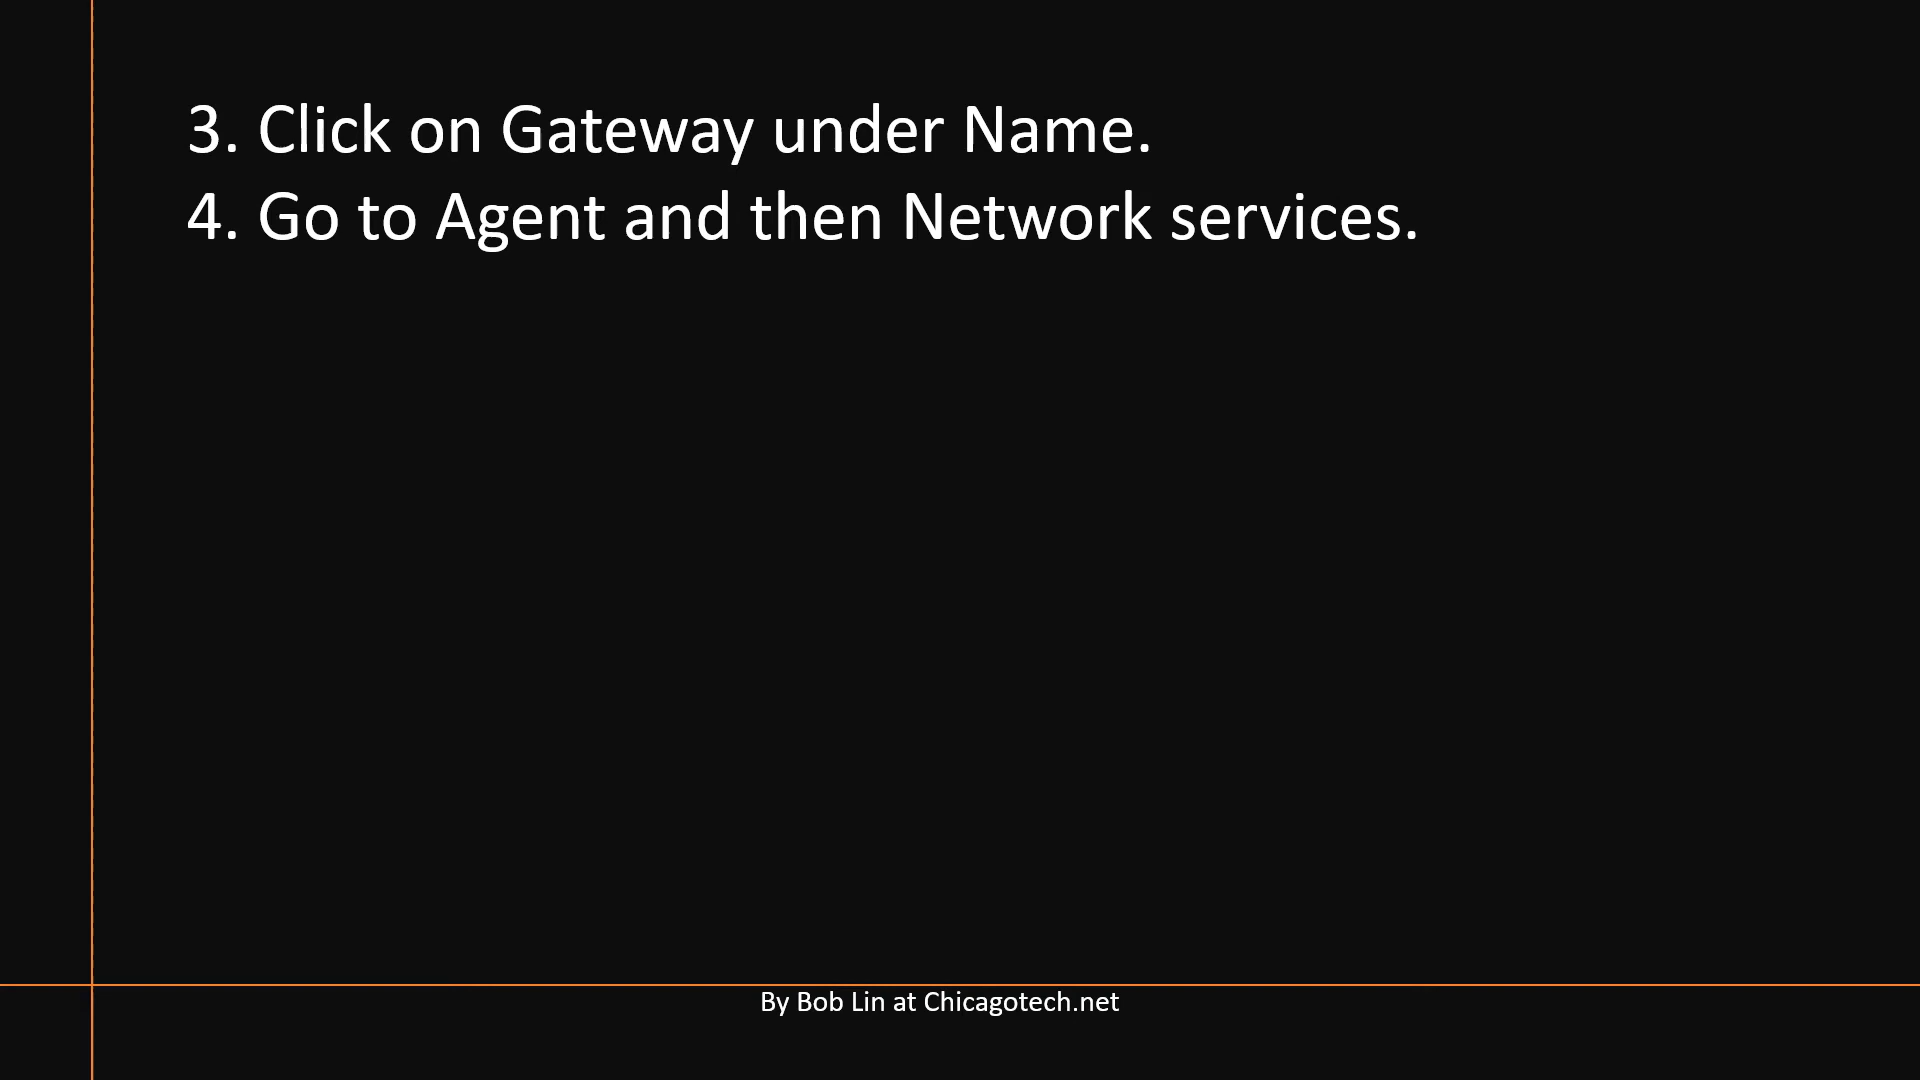 3. Click on Gateway under Name.
4. Go to Agent and then Network services.
By Bob Lin at Chicagotech.net